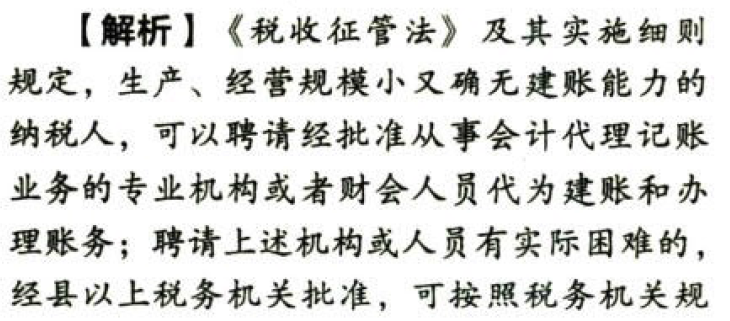 【解析】《税收征管法》及其实施细则
规定，生产、经营规模小又确无建账能力的
纳税人，可以聘请经批准从事会计代理记账
业务的专业机构或者财会人员代为建账和办
理账务；聘请上述机构或人员有实际困难的，
经县以上税务机关批准，可按照税务机关规